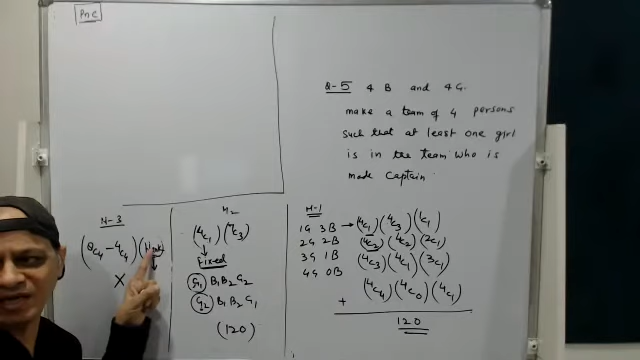 PnC
Q-5 4 B and 4 G.
make a team of 4 persons
such that at least one girl
is in the team who is
made Captain.
M-3
(8C4 - 4C4)(
X
M2
(4C1)(7C3)
↓
Fixed
G1 B1 B2 G2
G2 B1 B2 G1
(120)
M-1
1G 3B → (4C1)(4C3)(1C1)
2G 2B (4C2)(4C2)(2C1)
3G 1B (4C3)(4C1)(3C1)
4G 0B (4C4)(4C0)(4C1)
+
120